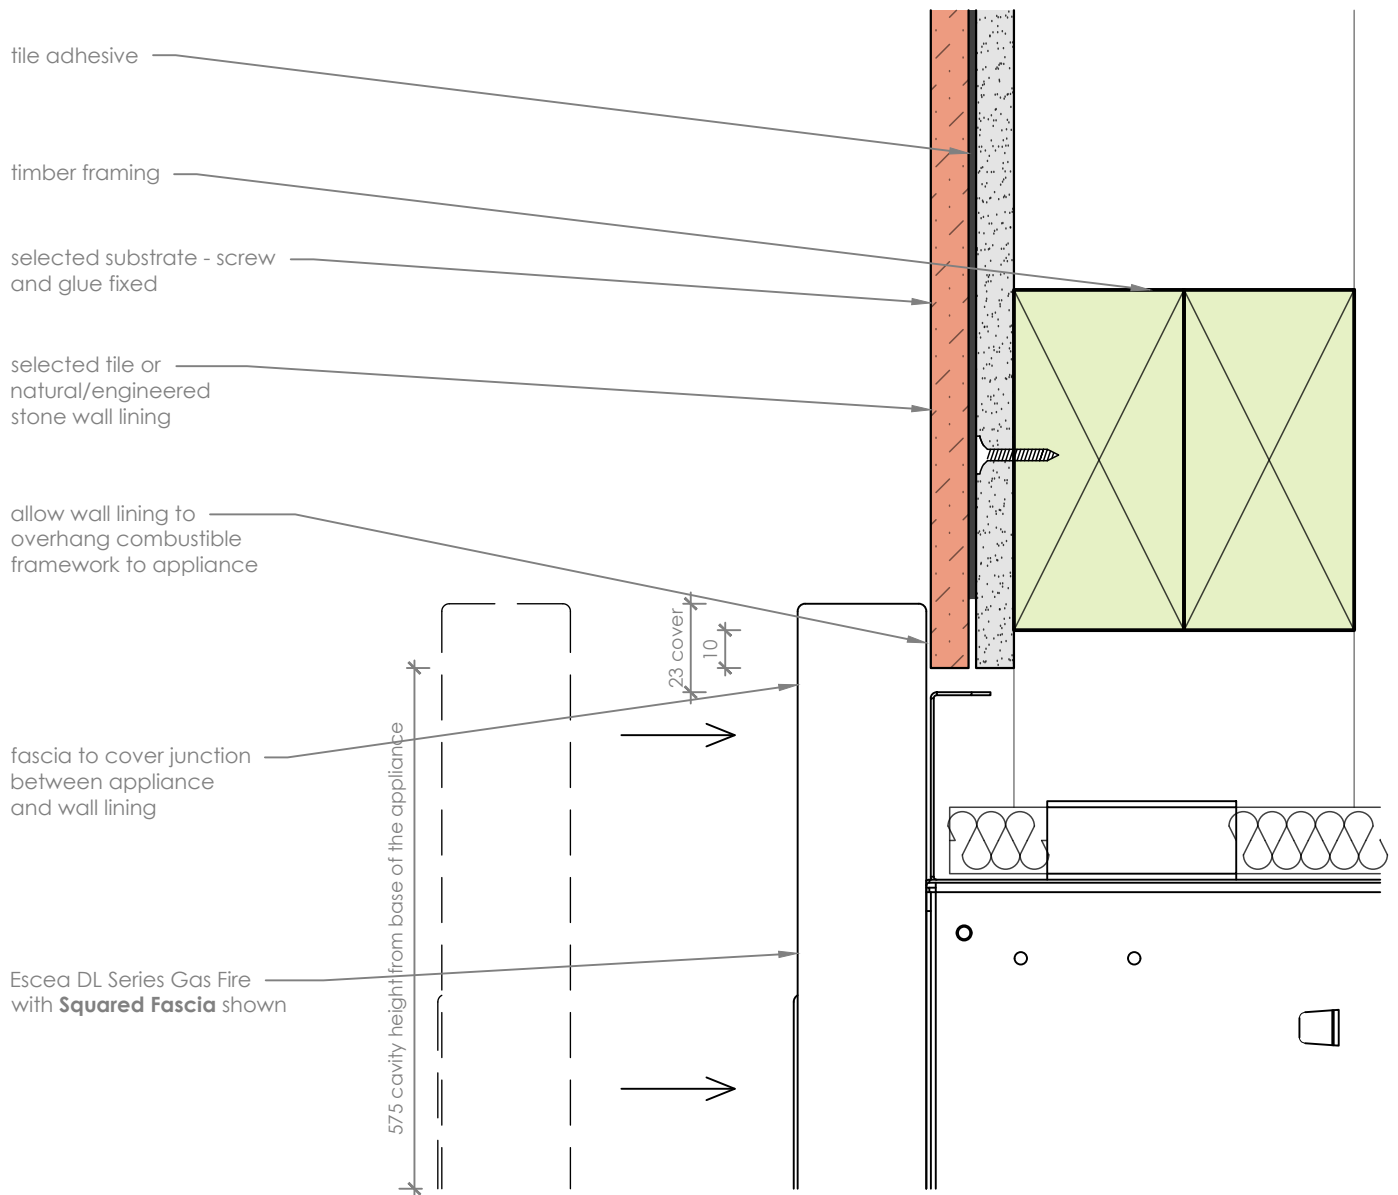 tile adhesive
timber framing
selected substrate - screw
and glue fixed
selected tile or
natural/engineered
stone wall lining
allow wall lining to
overhang combustible
framework to appliance
23 cover
10
fascia to cover junction
between appliance
and wall lining
575 cavity height from base of the appliance
Escea DL Series Gas Fire
with Squared Fascia shown